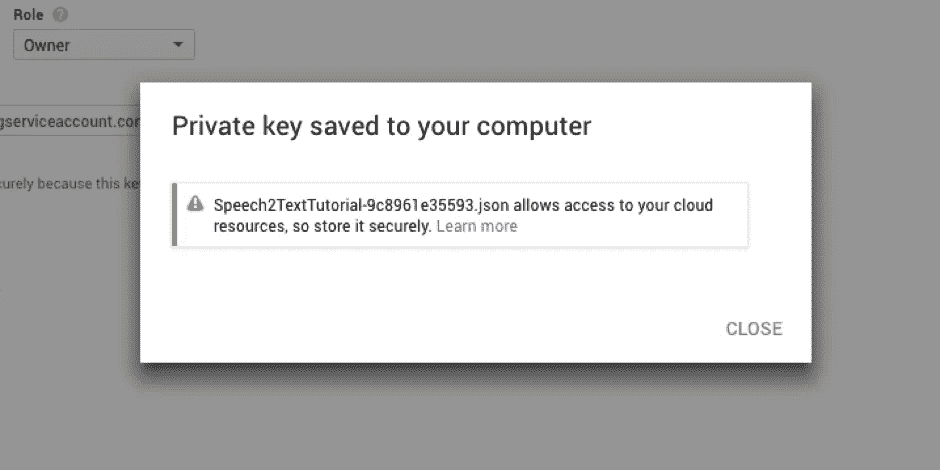 Role ?
Owner
gserviceaccount.com
curely because this key
Private key saved to your computer
Speech2TextTutorial-9c8961e35593.json allows access to your cloud
resources, so store it securely. Learn more
CLOSE